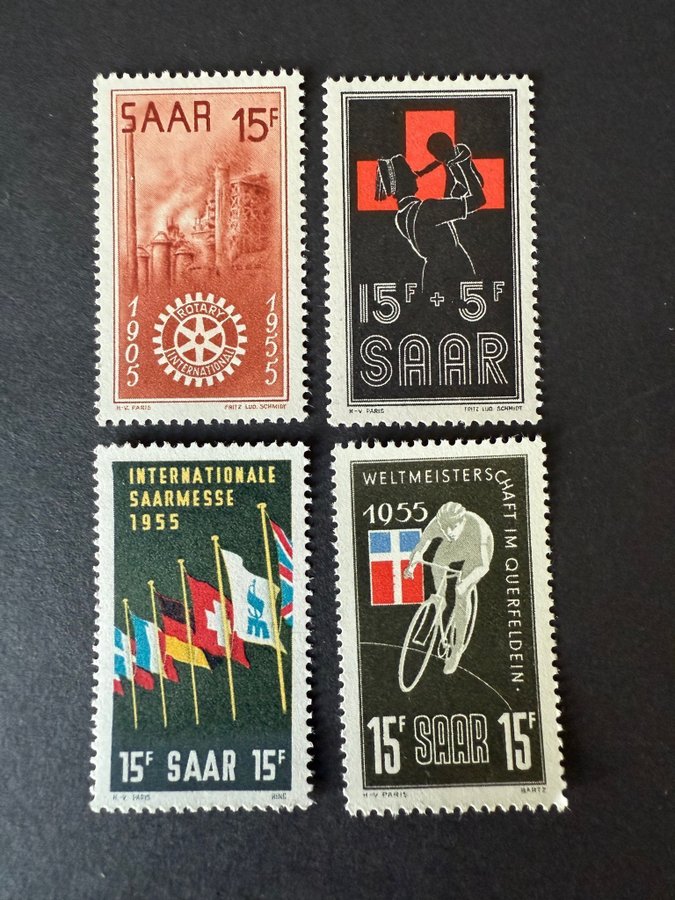 SAAR 15F
1905
1955
ROTARY
INTERNATIONAL
H-V. PARIS FRITZ LUD. SCHMIDT
15F + 5F
SAAR
H-V. PARIS FRITZ LUD. SCHMIDT
INTERNATIONALE
SAARMESSE
1955
15F SAAR 15F
H-V. PARIS
WELTMEISTERSCHAFT IM QUERFELDEIN.
1955
15F SAAR 15F
H-V PARIS HARTZ